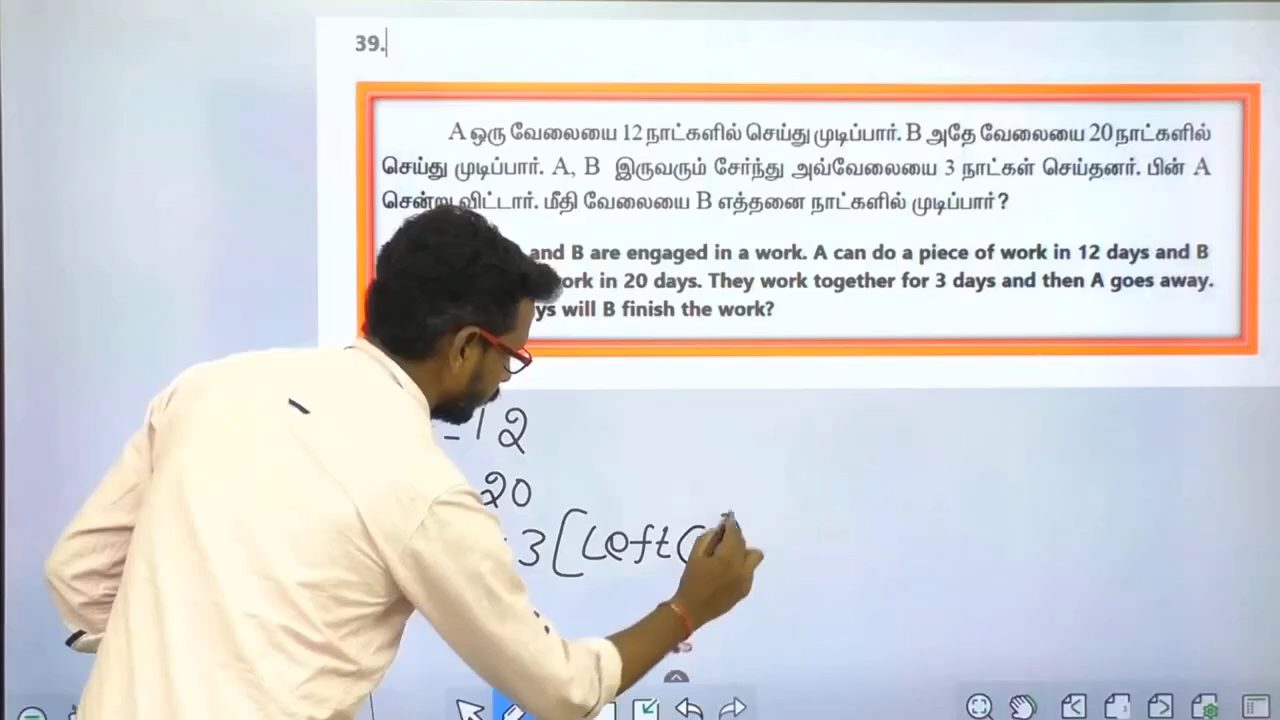 39.
A ஒரு வேலையை 12 நாட்களில் செய்து முடிப்பார். B அதே வேலையை 20 நாட்களில்
செய்து முடிப்பார். A, B இருவரும் சேர்ந்து அவ்வேலையை 3 நாட்கள் செய்தனர். பின் A
சென்று விட்டார். மீதி வேலையை B எத்தனை நாட்களில் முடிப்பார்?
and B are engaged in a work. A can do a piece of work in 12 days and B
work in 20 days. They work together for 3 days and then A goes away.
will B finish the work?
- 12
20
3 [Left (